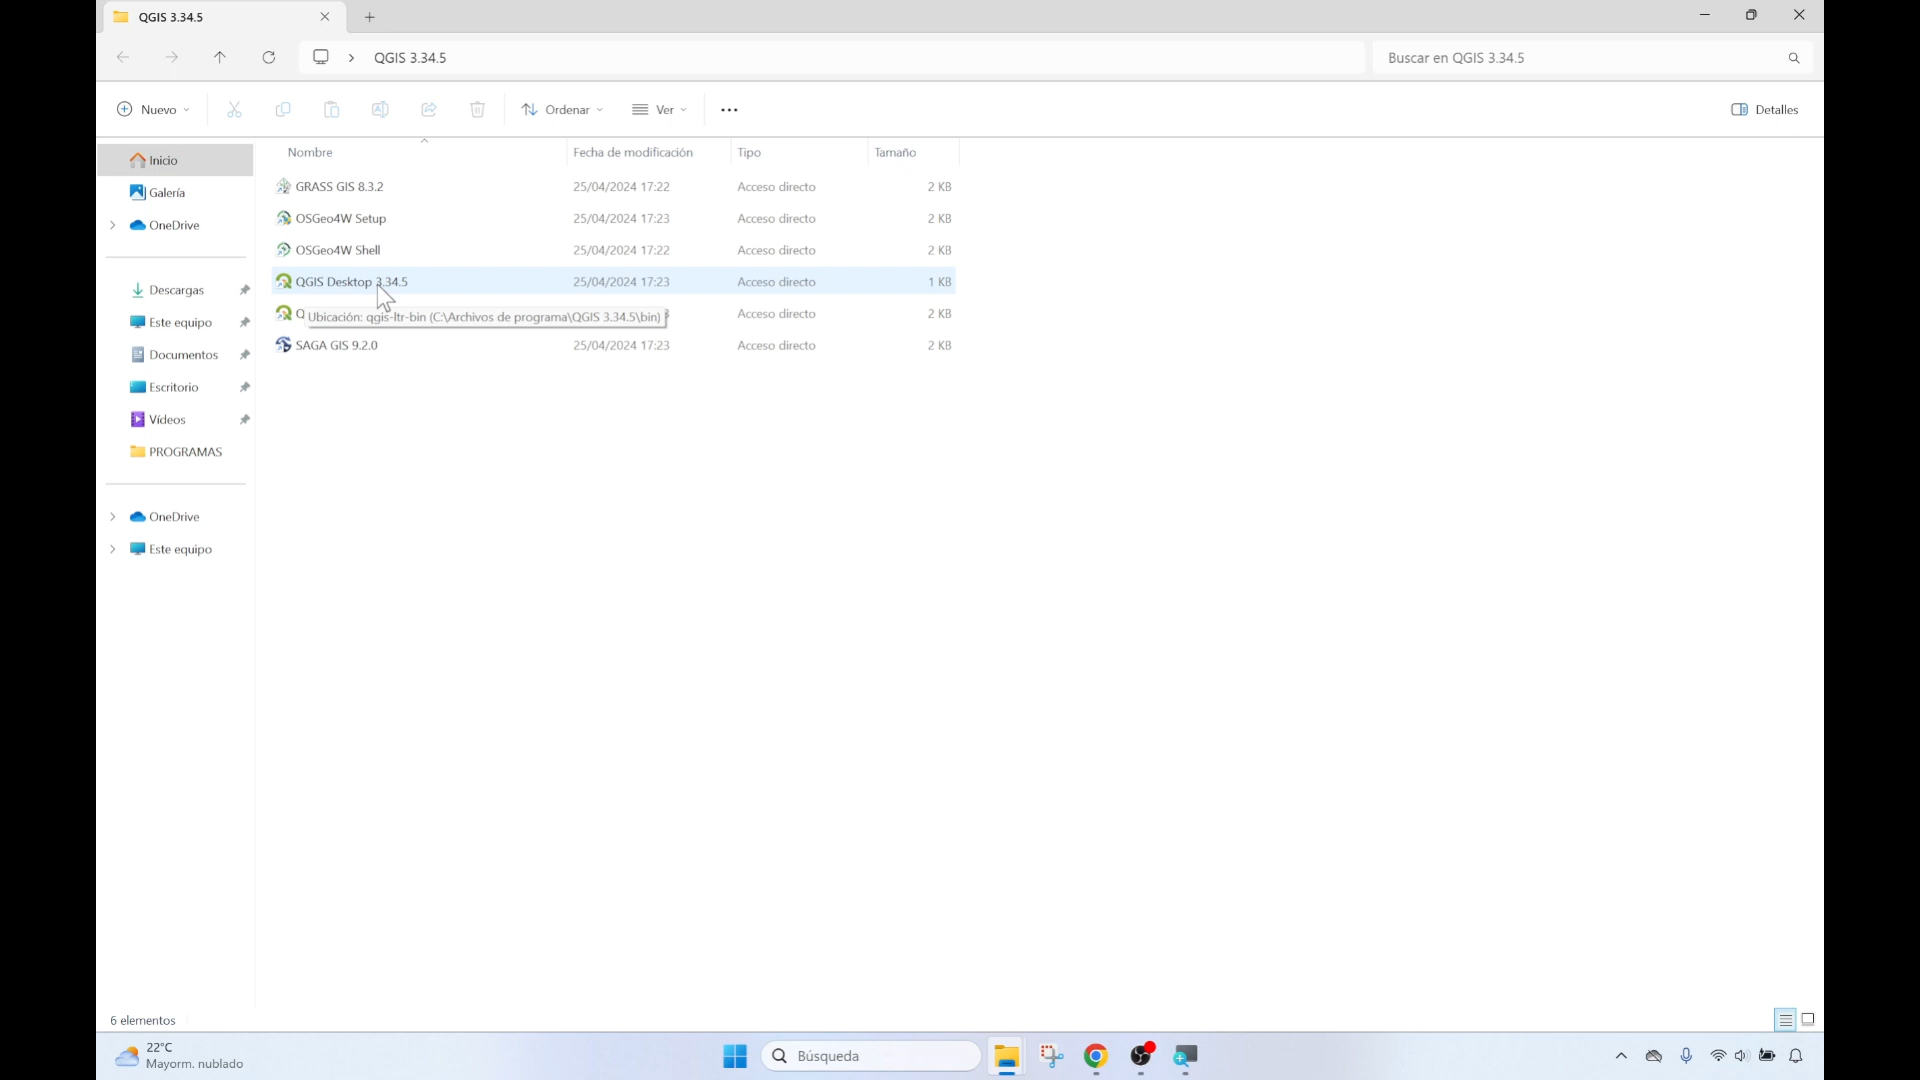 QGIS 3.34.5
QGIS 3.34.5
Buscar en QGIS 3.34.5
Nuevo
Ordenar
Ver
Detalles
Inicio
Galería
OneDrive
Descargas
Este equipo
Documentos
Escritorio
Vídeos
PROGRAMAS
OneDrive
Este equipo
Nombre Fecha de modificación Tipo Tamaño
GRASS GIS 8.3.2 25/04/2024 17:22 Acceso directo 2 KB
OSGeo4W Setup 25/04/2024 17:23 Acceso directo 2 KB
OSGeo4W Shell 25/04/2024 17:22 Acceso directo 2 KB
QGIS Desktop 3.34.5 25/04/2024 17:23 Acceso directo 1 KB
Ubicación: qgis-ltr-bin (C:\Archivos de programa\QGIS 3.34.5\bin) Acceso directo 2 KB
SAGA GIS 9.2.0 25/04/2024 17:23 Acceso directo 2 KB
6 elementos
22°C
Mayorm. nublado
Búsqueda